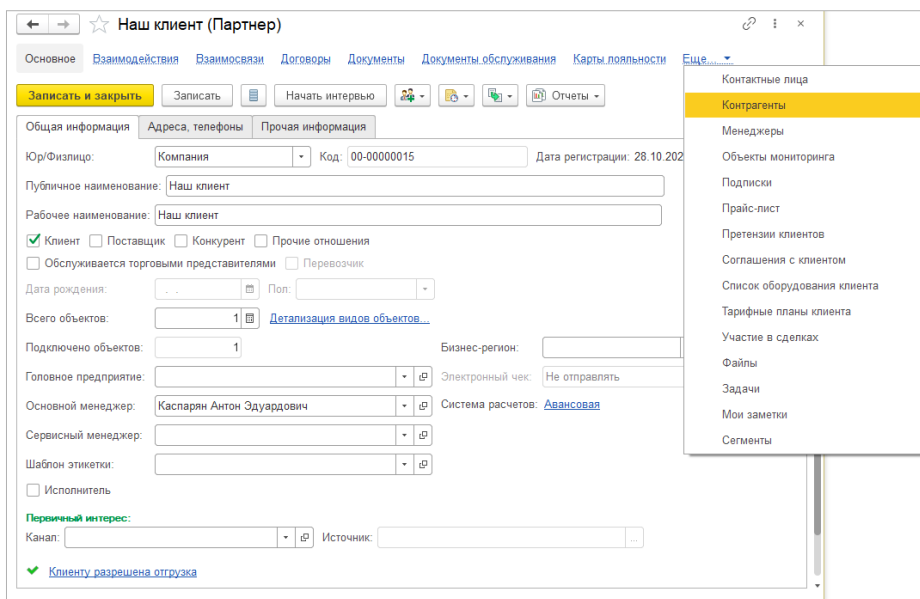 Наш клиент (Партнер)
Основное Взаимодействия Взаимосвязи Договоры Документы Документы обслуживания Карты лояльности Еще...
Записать и закрыть Записать Начать интервью Отчеты
Общая информация Адреса, телефоны Прочая информация
Юр/Физлицо: Компания Код: 00-00000015 Дата регистрации: 28.10.202
Публичное наименование: Наш клиент
Рабочее наименование: Наш клиент
Клиент Поставщик Конкурент Прочие отношения
Обслуживается торговыми представителями Перевозчик
Дата рождения: . . Пол:
Всего объектов: 1 Детализация видов объектов...
Подключено объектов: 1 Бизнес-регион:
Головное предприятие: Электронный чек: Не отправлять
Основной менеджер: Каспарян Антон Эдуардович Система расчетов: Авансовая
Сервисный менеджер:
Шаблон этикетки:
Исполнитель
Первичный интерес:
Канал: Источник: ...
Клиенту разрешена отгрузка
Контактные лица
Контрагенты
Менеджеры
Объекты мониторинга
Подписки
Прайс-лист
Претензии клиентов
Соглашения с клиентом
Список оборудования клиента
Тарифные планы клиента
Участие в сделках
Файлы
Задачи
Мои заметки
Сегменты